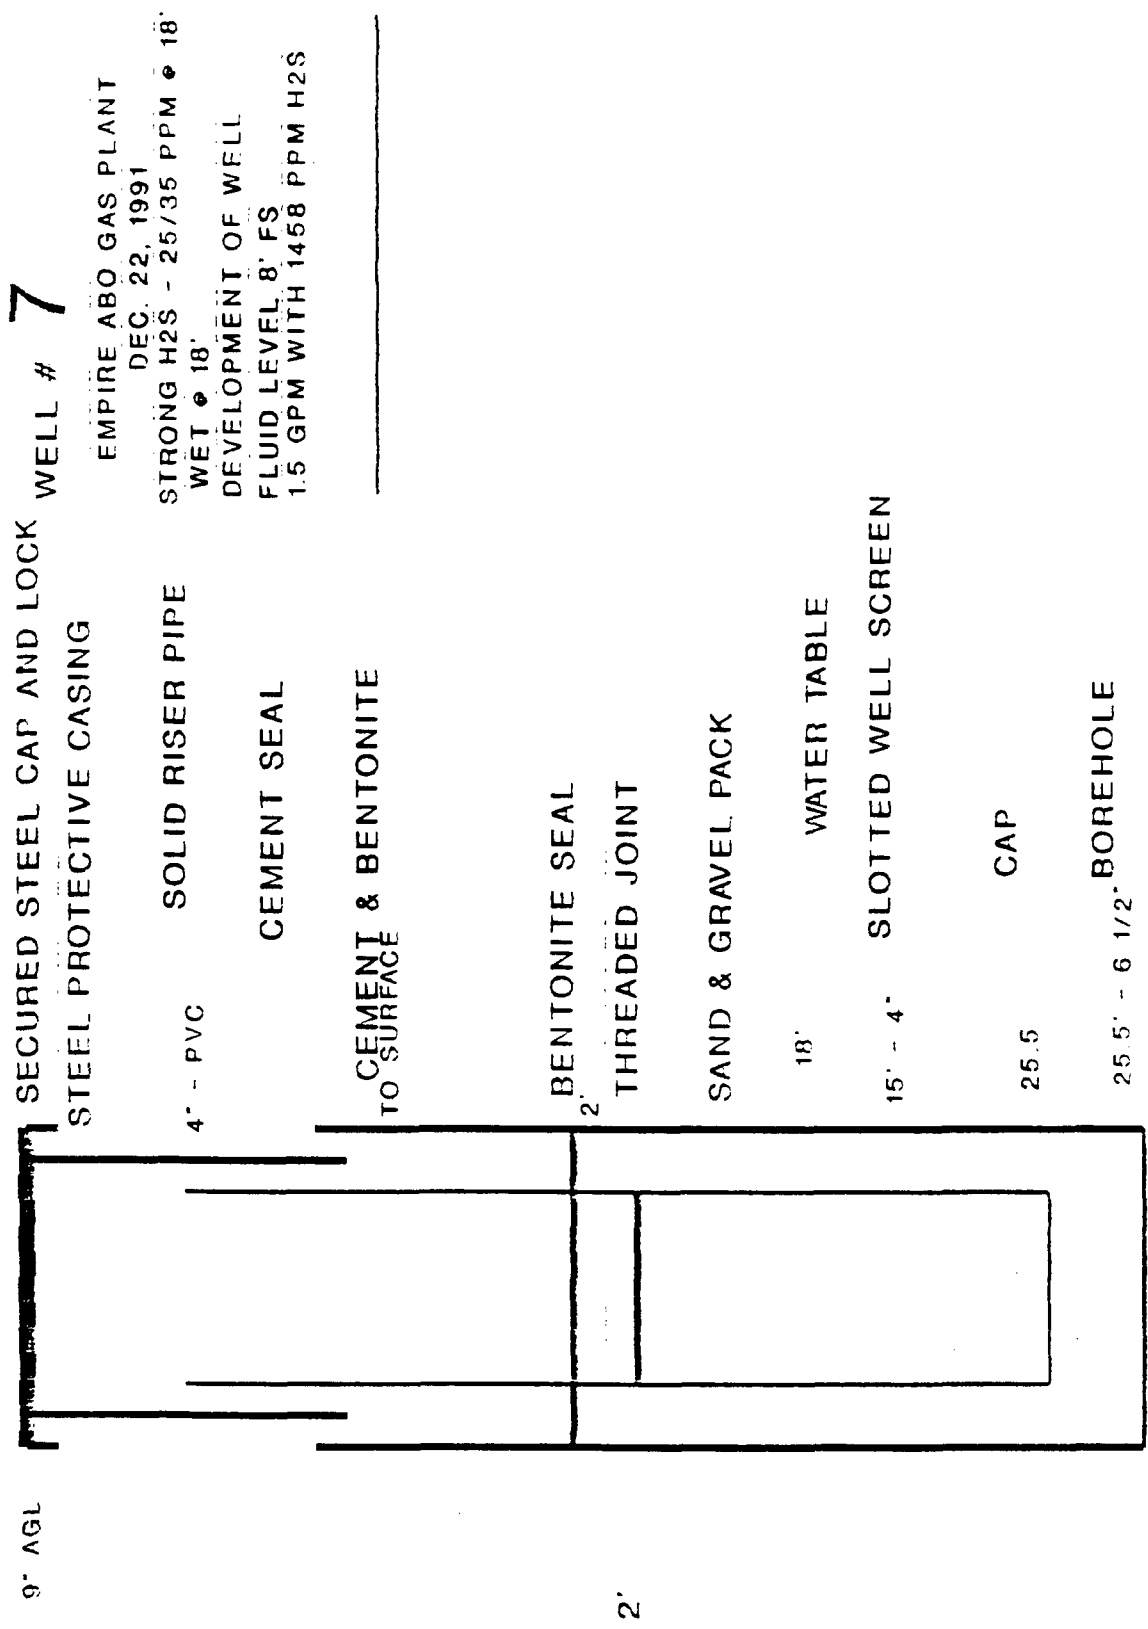 9" AGL
SECURED STEEL CAP AND LOCK
STEEL PROTECTIVE CASING
4" - PVC
SOLID RISER PIPE
CEMENT SEAL
CEMENT & BENTONITE
TO SURFACE
BENTONITE SEAL
2'
2'
THREADED JOINT
SAND & GRAVEL PACK
18'
WATER TABLE
15' - 4"
SLOTTED WELL SCREEN
25.5
CAP
25.5' - 6 1/2"
BOREHOLE
WELL # 7
EMPIRE ABO GAS PLANT
DEC. 22, 1991
STRONG H2S - 25/35 PPM @ 18'
WET @ 18'
DEVELOPMENT OF WELL
FLUID LEVEL 8' FS
1.5 GPM WITH 1458 PPM H2S